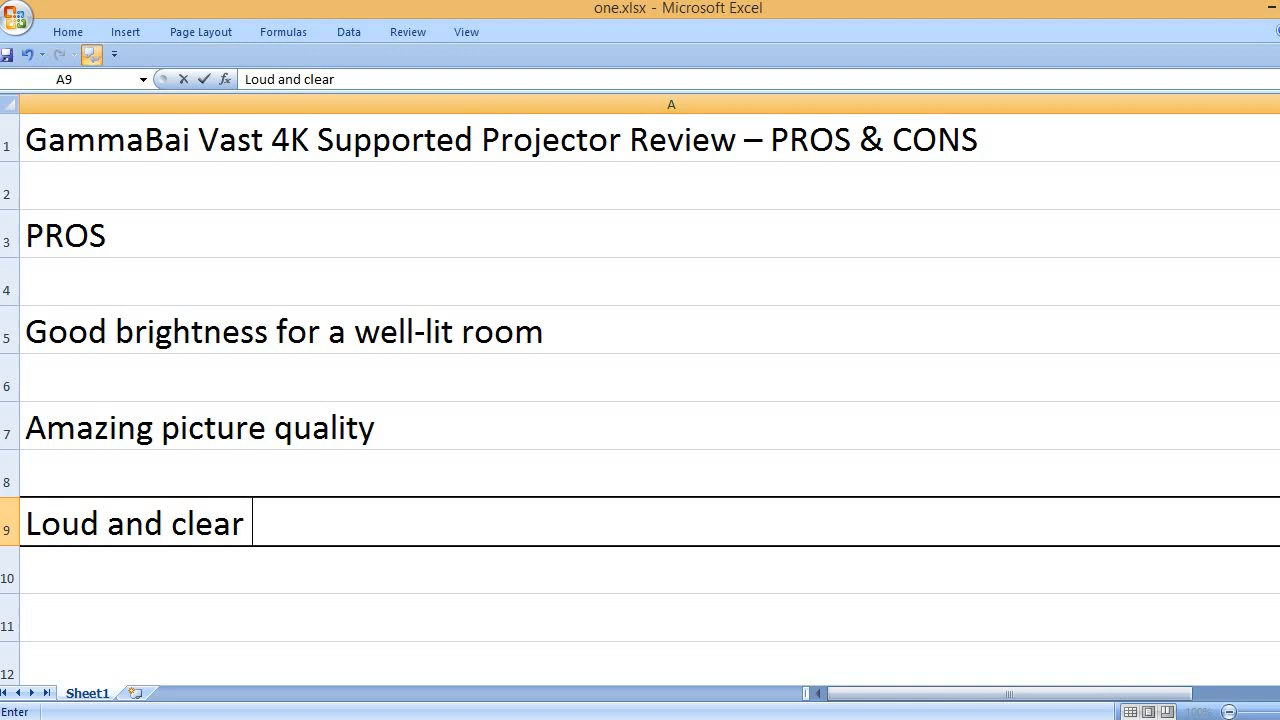 one.xlsx - Microsoft Excel
Home Insert Page Layout Formulas Data Review View
A9 fx Loud and clear
A
1 GammaBai Vast 4K Supported Projector Review – PROS & CONS
2
3 PROS
4
5 Good brightness for a well-lit room
6
7 Amazing picture quality
8
9 Loud and clear
10
11
12
Sheet1
Enter 100%